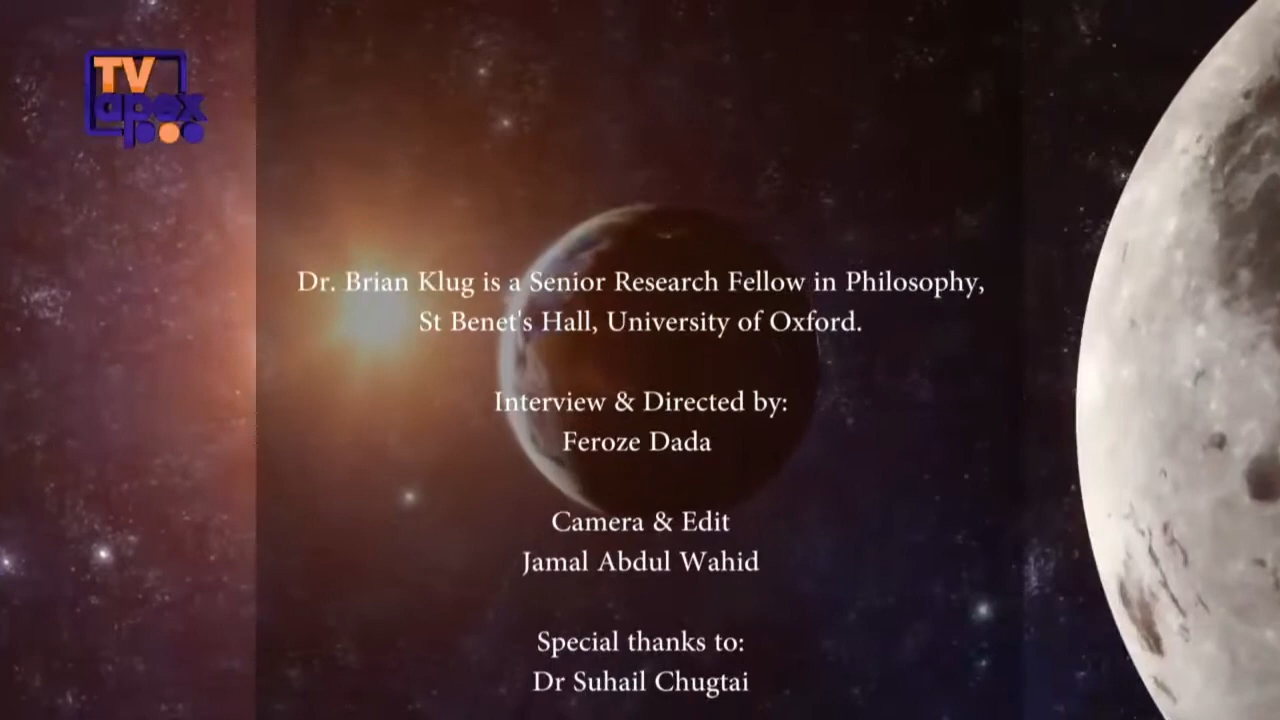 TV
apex
Dr. Brian Klug is a Senior Research Fellow in Philosophy,
St Benet's Hall, University of Oxford.
Interview & Directed by:
Feroze Dada
Camera & Edit
Jamal Abdul Wahid
Special thanks to:
Dr Suhail Chugtai